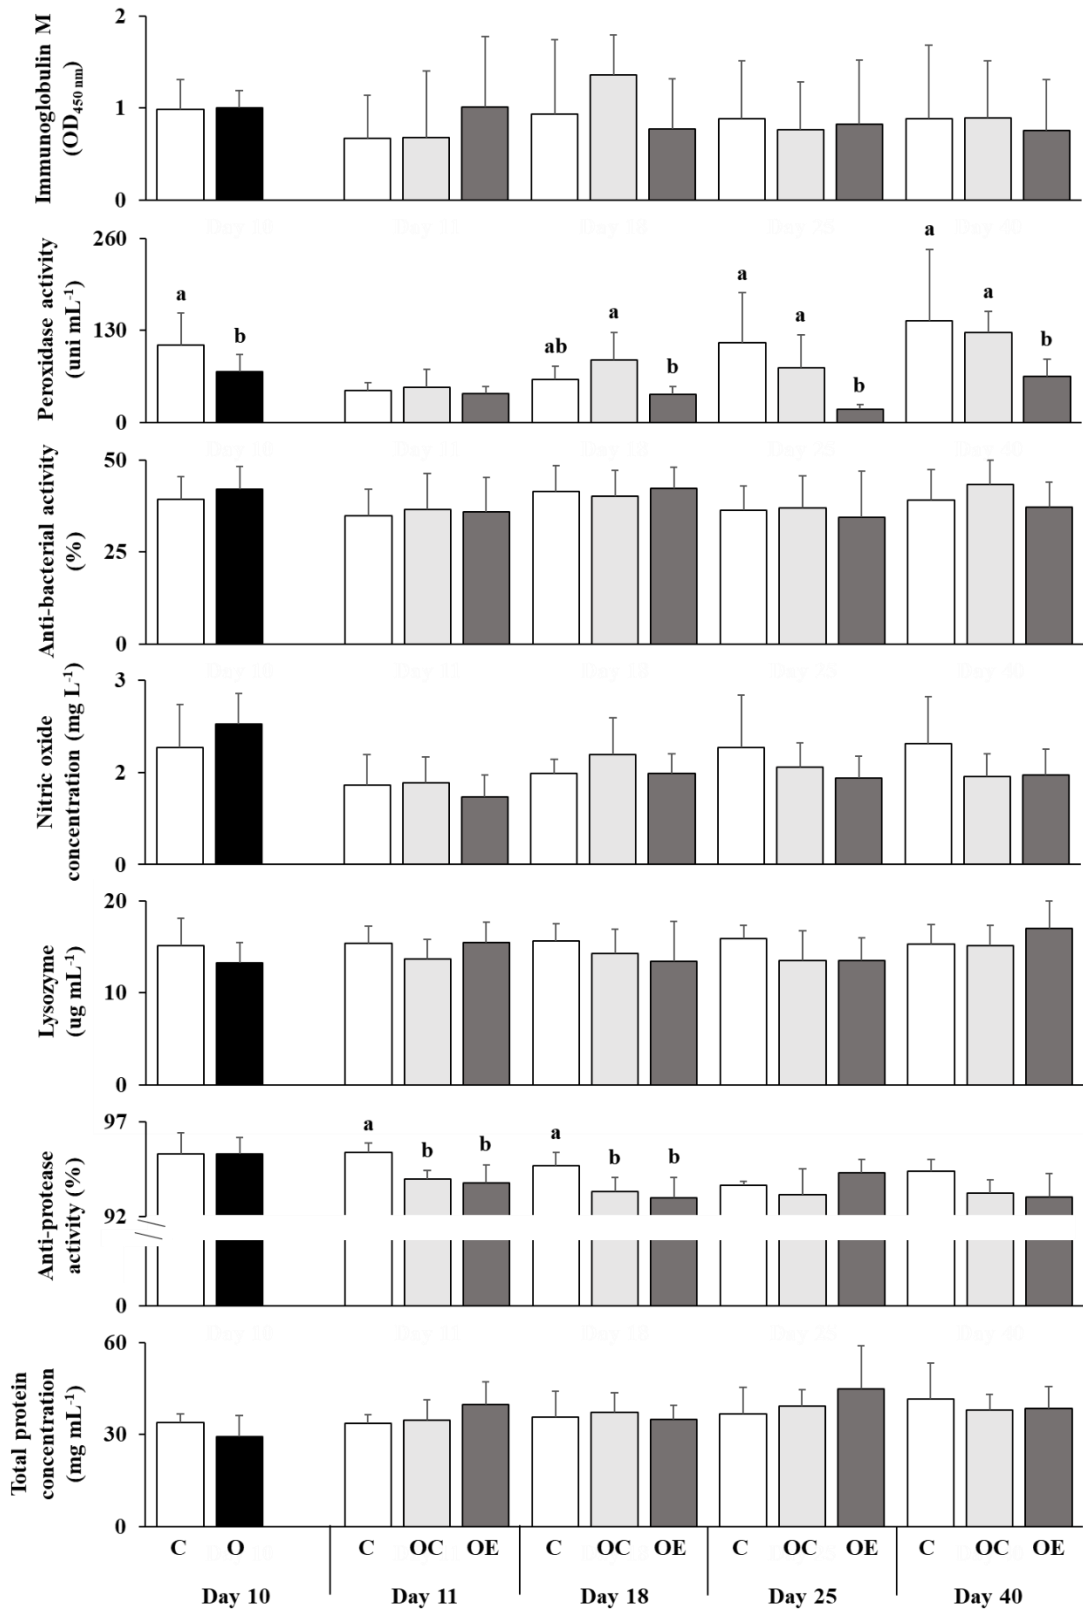 Immunoglobulin M
(OD450 nm)
2
1
0
Peroxidase activity
(uni mL-1)
260
130
0
a
b
ab
a
b
a
a
b
a
a
b
Anti-bacterial activity
(%)
50
25
0
Nitric oxide
concentration (mg L-1)
3
2
0
Lysozyme
(ug mL-1)
20
10
0
Anti-protease
activity (%)
97
92
0
a
b
b
a
b
b
Total protein
concentration
(mg mL-1)
60
30
0
C O C OC OE C OC OE C OC OE C OC OE
Day 10 Day 11 Day 18 Day 25 Day 40